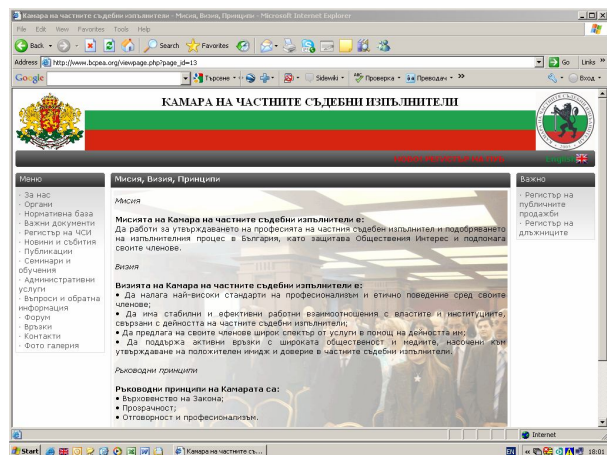 Камара на частните съдебни изпълнители - Мисия, Визия, Принципи - Microsoft Internet Explorer
File Edit View Favorites Tools Help
Back Search Favorites
Address http://www.bcpea.org/viewpage.php?page_id=13 Go Links »
Google Търсене Sidewiki Проверка Преводач » Вход
КАМАРА НА ЧАСТНИТЕ СЪДЕБНИ ИЗПЪЛНИТЕЛИ
English
Меню
· За нас
· Органи
· Нормативна база
· Важни документи
· Регистър на ЧСИ
· Новини и събития
· Публикации
· Семинари и
обучения
· Административни
услуги
· Въпроси и обратна
информация
· Форум
· Връзки
· Контакти
· Фото галерия
Мисия, Визия, Принципи
Мисия
Мисията на Камара на частните съдебни изпълнители е:
Да работи за утвърждаването на професията на частния съдебен изпълнител и подобряването
на изпълнителния процес в България, като защитава Обществения Интерес и подпомага
своите членове.
Визия
Визията на Камара на частните съдебни изпълнители е:
• Да налага най-високи стандарти на професионализъм и етично поведение сред своите
членове;
• Да има стабилни и ефективни работни взаимоотношения с властите и институциите,
свързани с дейността на частните съдебни изпълнители;
• Да предлага на своите членове широк спектър от услуги в помощ на дейността им;
• Да поддържа активни връзки с широката общественост и медиите, насочени към
утвърждаване на положителен имидж и доверие в частните съдебни изпълнители.
Ръководни принципи
Ръководни принципи на Камарата са:
• Върховенство на Закона;
• Прозрачност;
• Отговорност и професионализъм.
Важно
· Регистър на
публичните
продажби
· Регистър на
длъжниците
Internet
Start Камара на частните съ... EN « 18:01